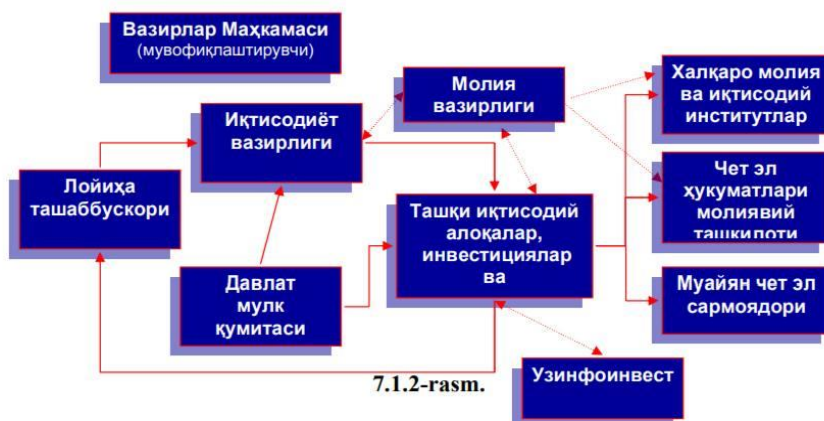 Вазирлар Маҳкамаси
(мувофиқлаштирувчи)
Молия
вазирлиги
Халқаро молия
ва иқтисодий
институтлар
Иқтисодиёт
вазирлиги
Лойиҳа
ташаббускори
Чет эл
ҳукуматлари
молиявий
ташкилоти
Ташқи иқтисодий
алоқалар,
инвестициялар
ва
Давлат
мулк
қумитаси
Муайян чет эл
сармоядори
Узинфоинвест
7.1.2-rasm.